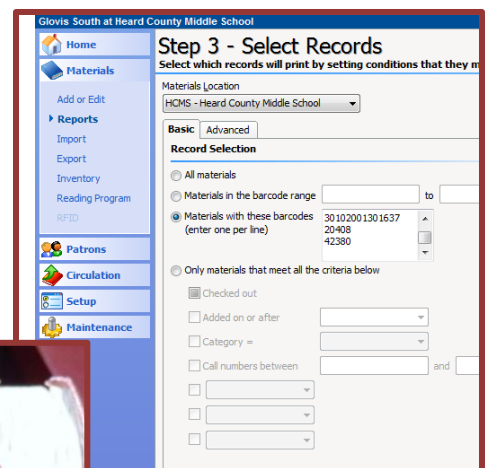 Glovis South at Heard County Middle School
Home
Materials
Add or Edit
Reports
Import
Export
Inventory
Reading Program
RFID
Patrons
Circulation
Setup
Maintenance
Step 3 - Select Records
Select which records will print by setting conditions that they m
Materials Location
HCMS - Heard County Middle School
Basic Advanced
Record Selection
All materials
Materials in the barcode range to
Materials with these barcodes
(enter one per line)
30102001301637
20408
42380
Only materials that meet all the criteria below
Checked out
Added on or after
Category =
Call numbers between and